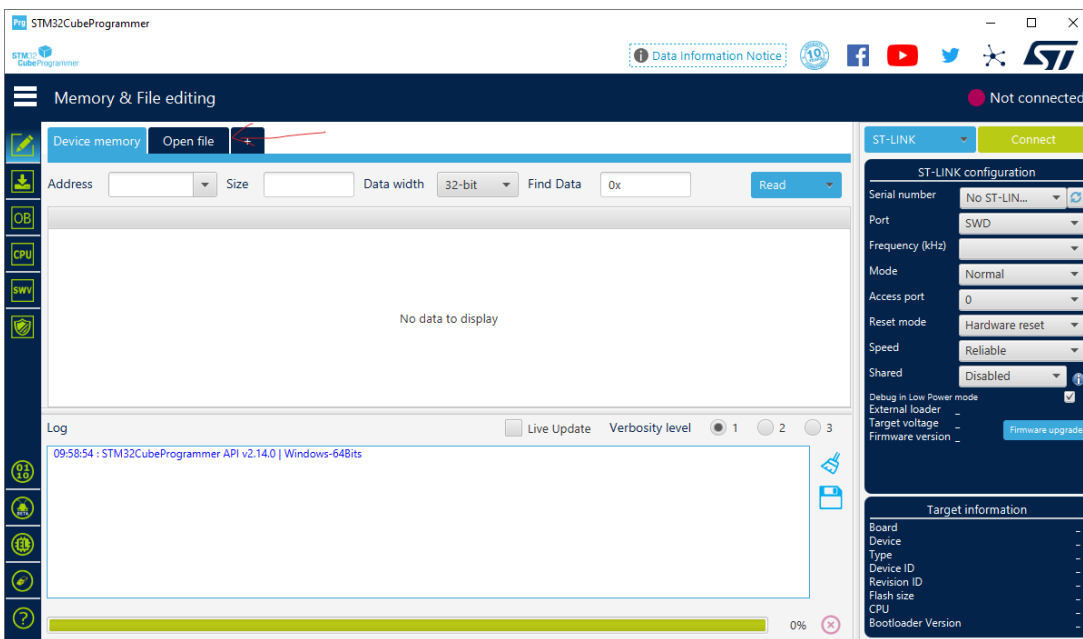 Prg STM32CubeProgrammer
STM32
CubeProgrammer
Data Information Notice
Memory & File editing
Not connected
Device memory Open file +
ST-LINK Connect
Address Size Data width 32-bit Find Data 0x Read
ST-LINK configuration
Serial number No ST-LIN...
Port SWD
Frequency (kHz)
Mode Normal
Access port 0
Reset mode Hardware reset
Speed Reliable
Shared Disabled
Debug in Low Power mode
External loader _
Target voltage _
Firmware version _
Firmware upgrade
OB
CPU
SWV
No data to display
Log Live Update Verbosity level 1 2 3
09:58:54 : STM32CubeProgrammer API v2.14.0 | Windows-64Bits
Target information
Board _
Device _
Type _
Device ID _
Revision ID _
Flash size _
CPU _
Bootloader Version _
0%